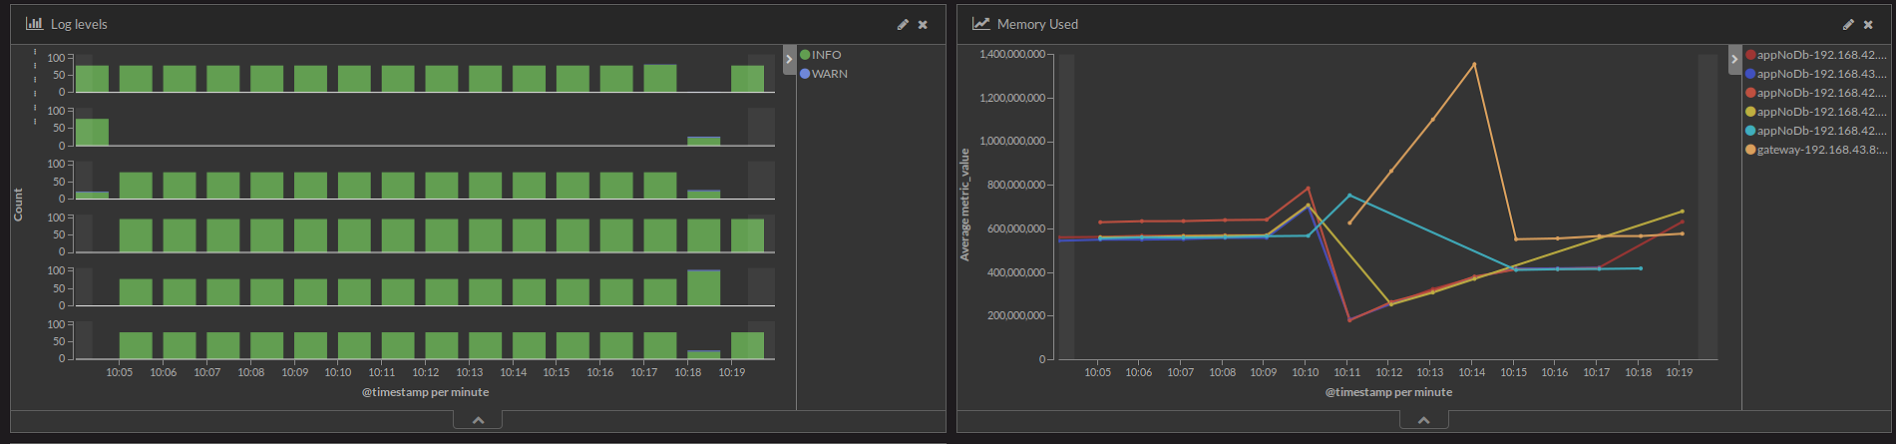 Log levels
100
50
0
100
50
0
100
50
0
100
50
0
100
50
0
100
50
0
Count
10:05 10:06 10:07 10:08 10:09 10:10 10:11 10:12 10:13 10:14 10:15 10:16 10:17 10:18 10:19
@timestamp per minute
INFO
WARN
Memory Used
1,400,000,000
1,200,000,000
1,000,000,000
800,000,000
600,000,000
400,000,000
200,000,000
0
Average metric_value
10:05 10:06 10:07 10:08 10:09 10:10 10:11 10:12 10:13 10:14 10:15 10:16 10:17 10:18 10:19
@timestamp per minute
appNoDb-192.168.42....
appNoDb-192.168.43....
appNoDb-192.168.42....
appNoDb-192.168.42....
appNoDb-192.168.42....
gateway-192.168.43.8:...